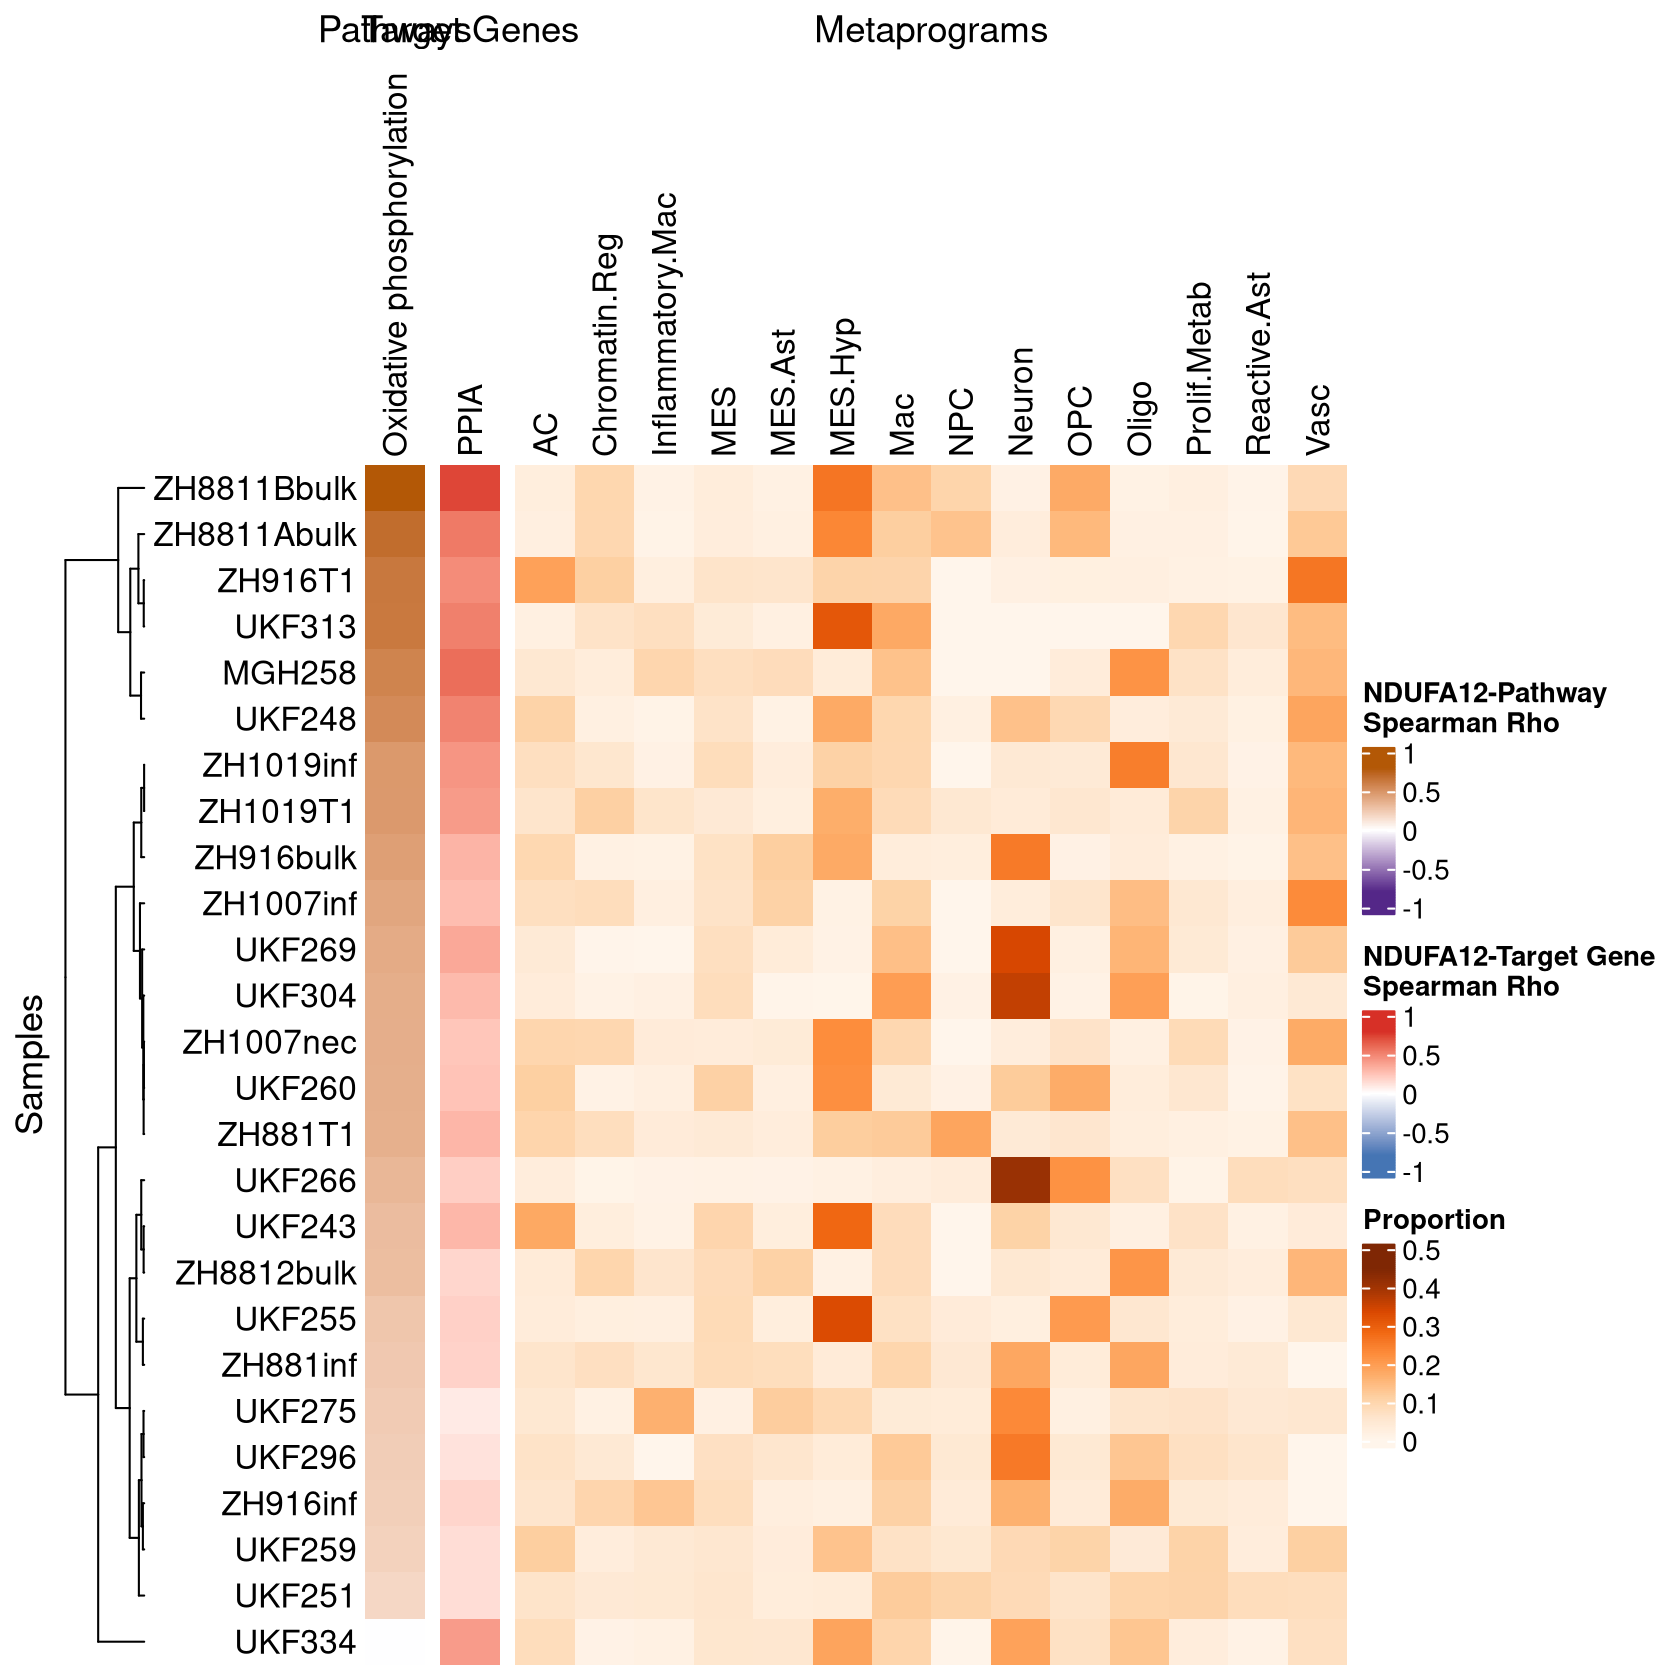 Pathways
Target Genes
Metaprograms
Oxidative phosphorylation
PPIA
AC
Chromatin.Reg
Inflammatory.Mac
MES
MES.Ast
MES.Hyp
Mac
NPC
Neuron
OPC
Oligo
Prolif.Metab
Reactive.Ast
Vasc
Samples
ZH8811Bbulk
ZH8811Abulk
ZH916T1
UKF313
MGH258
UKF248
ZH1019inf
ZH1019T1
ZH916bulk
ZH1007inf
UKF269
UKF304
ZH1007nec
UKF260
ZH881T1
UKF266
UKF243
ZH8812bulk
UKF255
ZH881inf
UKF275
UKF296
ZH916inf
UKF259
UKF251
UKF334
NDUFA12-Pathway
Spearman Rho
1
0.5
0
-0.5
-1
NDUFA12-Target Gene
Spearman Rho
1
0.5
0
-0.5
-1
Proportion
0.5
0.4
0.3
0.2
0.1
0